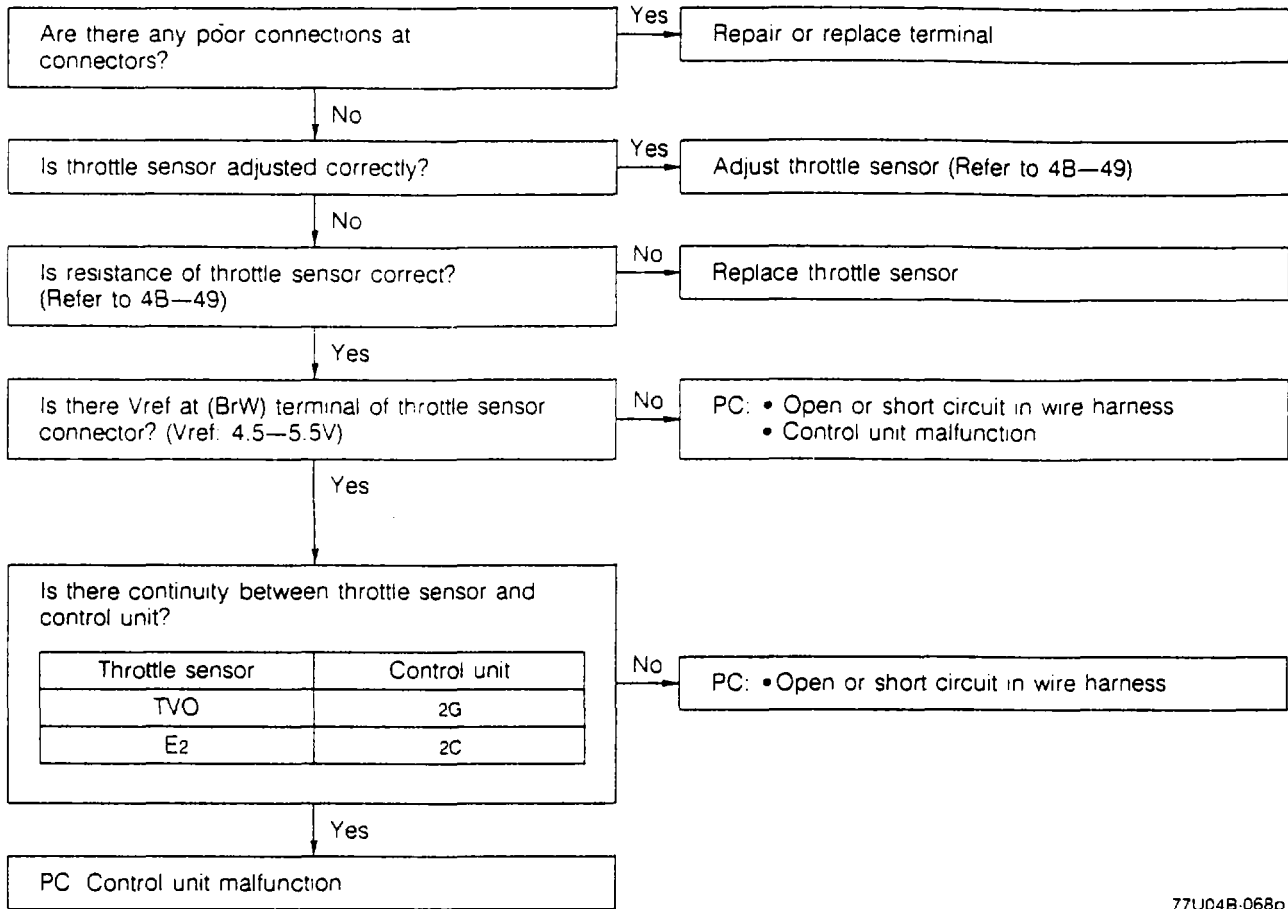 Are there any poor connections at
connectors?
Yes
Repair or replace terminal
No
Is throttle sensor adjusted correctly?
Yes
Adjust throttle sensor (Refer to 4B—49)
No
Is resistance of throttle sensor correct?
(Refer to 4B—49)
No
Replace throttle sensor
Yes
Is there Vref at (BrW) terminal of throttle sensor
connector? (Vref: 4.5—5.5V)
No
PC: • Open or short circuit in wire harness
• Control unit malfunction
Yes
Is there continuity between throttle sensor and
control unit?
Throttle sensor Control unit
TVO 2G
E2 2C
No
PC: • Open or short circuit in wire harness
Yes
PC Control unit malfunction
77U04B-068p